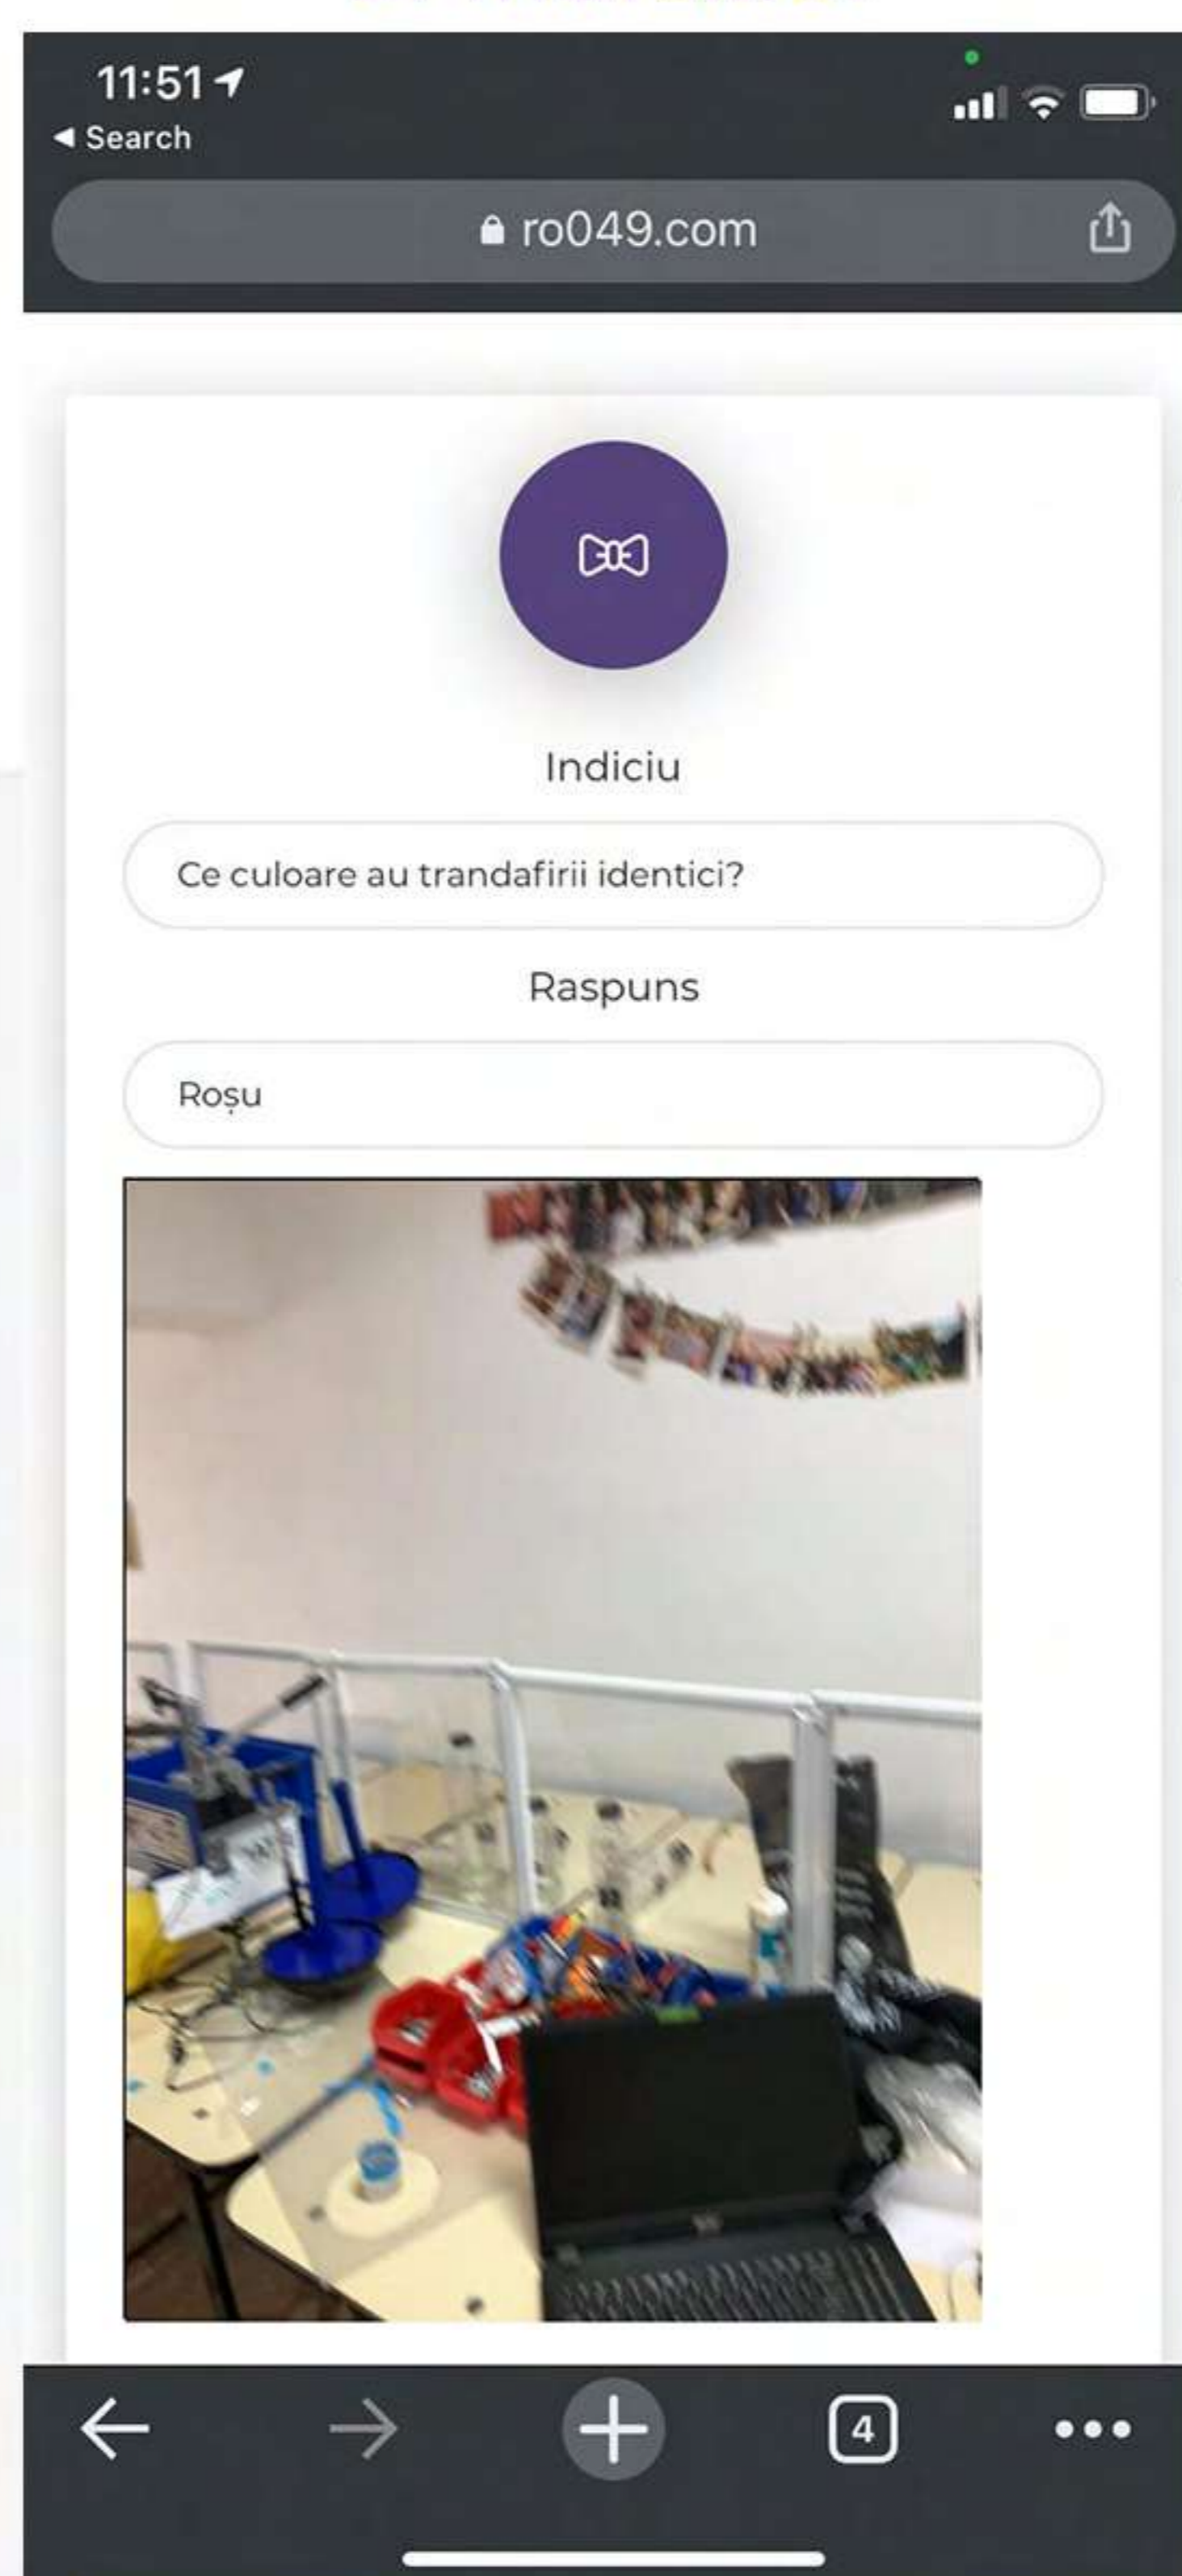 11:51
Search
ro049.com
Indiciu
Ce culoare au trandafirii identici?
Raspuns
Roșu
4